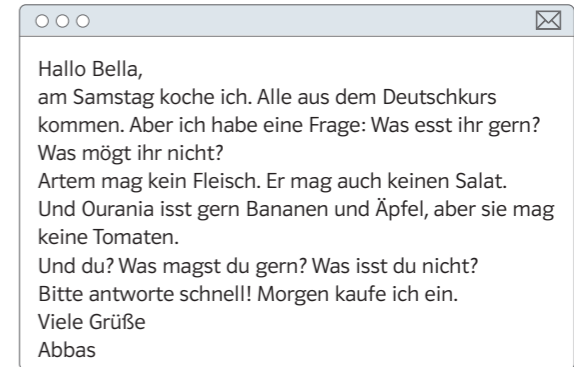 Hallo Bella,
am Samstag koche ich. Alle aus dem Deutschkurs
kommen. Aber ich habe eine Frage: Was esst ihr gern?
Was mögt ihr nicht?
Artem mag kein Fleisch. Er mag auch keinen Salat.
Und Ourania isst gern Bananen und Äpfel, aber sie mag
keine Tomaten.
Und du? Was magst du gern? Was isst du nicht?
Bitte antworte schnell! Morgen kaufe ich ein.
Viele Grüße
Abbas